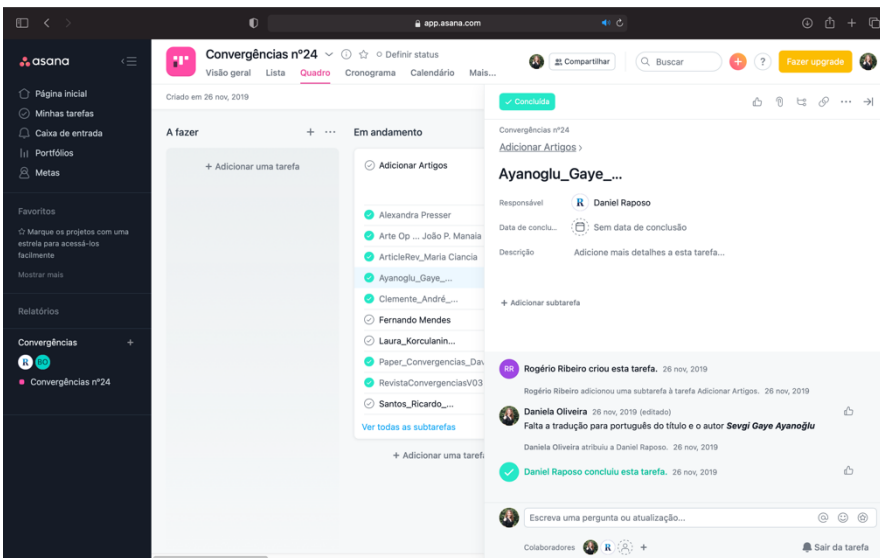 app.asana.com
asana
Página inicial
Minhas tarefas
Caixa de entrada
Portfólios
Metas
Favoritos
Marque os projetos com uma
estrela para acessá-los
facilmente
Mostrar mais
Relatórios
Convergências +
R BO
Convergências nº24
Convergências nº24
Definir status
Visão geral Lista Quadro Cronograma Calendário Mais...
Compartilhar
Buscar
+ ? Fazer upgrade
Criado em 26 nov, 2019
A fazer + ...
+ Adicionar uma tarefa
Em andamento
Adicionar Artigos
Alexandra Presser
Arte Op ... João P. Manaia
ArticleRev_Maria Ciancia
Ayanoglu_Gaye_...
Clemente_André_...
Fernando Mendes
Laura_Korculanin...
Paper_Convergencias_Dav
RevistaConvergenciasV03
Santos_Ricardo_...
Ver todas as subtarefas
+ Adicionar uma taref
Concluída
Convergências nº24
Adicionar Artigos ›
Ayanoglu_Gaye_...
Responsável R Daniel Raposo
Data de conclu... Sem data de conclusão
Descrição Adicione mais detalhes a esta tarefa...
+ Adicionar subtarefa
RR Rogério Ribeiro criou esta tarefa. 26 nov, 2019
Rogério Ribeiro adicionou uma subtarefa à tarefa Adicionar Artigos. 26 nov, 2019
Daniela Oliveira 26 nov, 2019 (editado)
Falta a tradução para português do título e o autor Sevgi Gaye Ayanoğlu
Daniela Oliveira atribuiu a Daniel Raposo. 26 nov, 2019
Daniel Raposo concluiu esta tarefa. 26 nov, 2019
Escreva uma pergunta ou atualização...
Colaboradores R +
Sair da tarefa